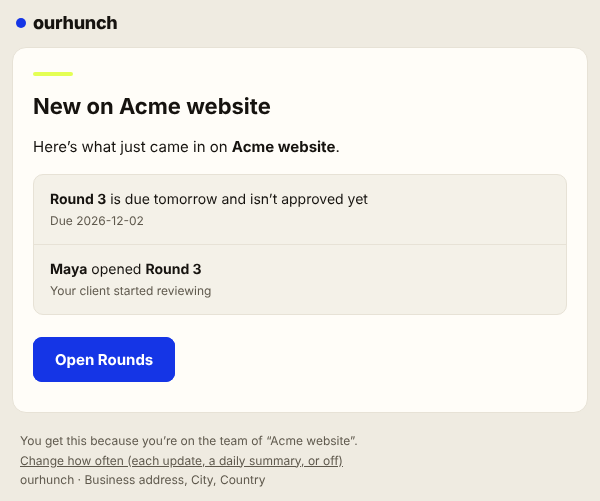 ourhunch
New on Acme website
Here’s what just came in on Acme website.
Round 3 is due tomorrow and isn’t approved yet
Due 2026-12-02
Maya opened Round 3
Your client started reviewing
Open Rounds
You get this because you’re on the team of “Acme website”.
Change how often (each update, a daily summary, or off)
ourhunch · Business address, City, Country